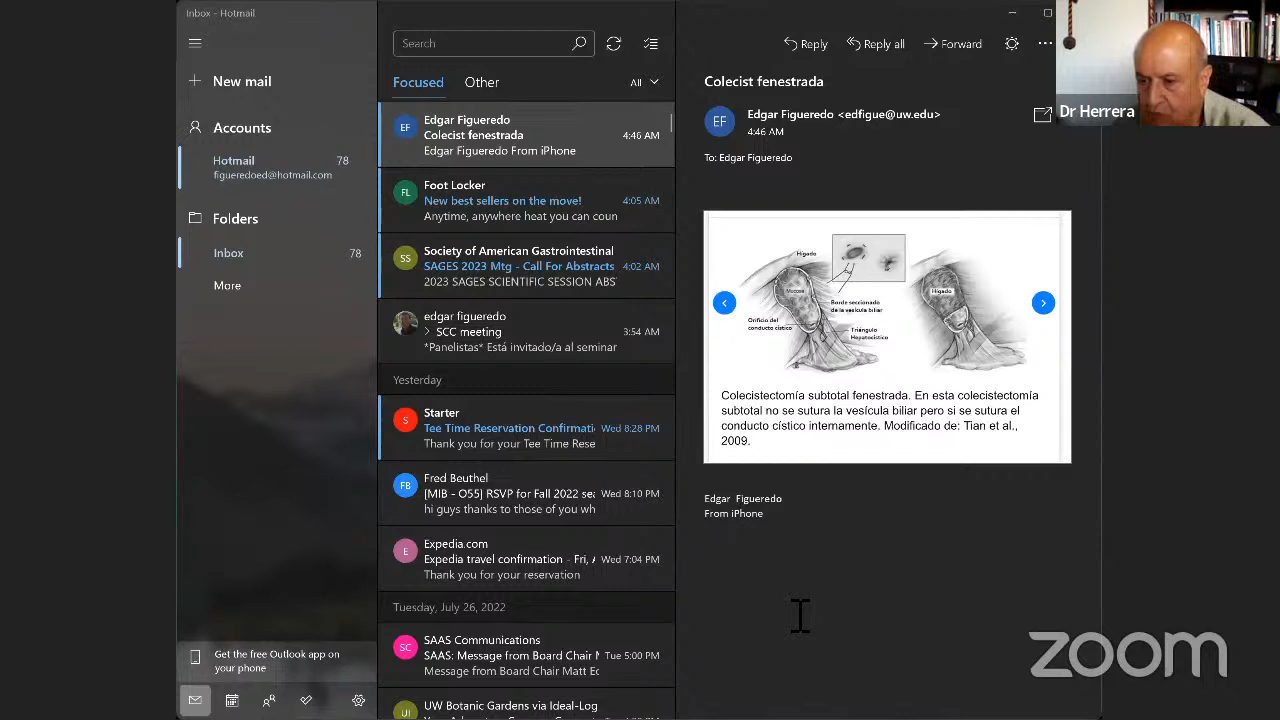 Inbox - Hotmail
New mail
Accounts
Hotmail 78
figueredoed@hotmail.com
Folders
Inbox 78
More
Get the free Outlook app on
your phone
Search
Focused Other All
EF
Edgar Figueredo
Colecist fenestrada 4:46 AM
Edgar Figueredo From iPhone
FL
Foot Locker
New best sellers on the move! 4:05 AM
Anytime, anywhere heat you can coun
SS
Society of American Gastrointestinal
SAGES 2023 Mtg - Call For Abstracts 4:02 AM
2023 SAGES SCIENTIFIC SESSION ABS
edgar figueredo
SCC meeting 3:54 AM
*Panelistas* Está invitado/a al seminar
Yesterday
S
Starter
Tee Time Reservation Confirmati Wed 8:28 PM
Thank you for your Tee Time Rese
FB
Fred Beuthel
[MIB - O55] RSVP for Fall 2022 sea Wed 8:10 PM
hi guys thanks to those of you wh
E
Expedia.com
Expedia travel confirmation - Fri, A Wed 7:04 PM
Thank you for your reservation
Tuesday, July 26, 2022
SC
SAAS Communications
SAAS: Message from Board Chair M Tue 5:00 PM
Message from Board Chair Matt Ec
UW Botanic Gardens via Ideal-Log
Reply Reply all Forward
Colecist fenestrada
EF
Edgar Figueredo <edfigue@uw.edu>
4:46 AM
To: Edgar Figueredo
Hígado
Mucosa
Borde seccionado
de la vesícula biliar
Orificio del
conducto cístico
Triángulo
Hepatocístico
Hígado
Colecistectomía subtotal fenestrada. En esta colecistectomía
subtotal no se sutura la vesícula biliar pero si se sutura el
conducto cístico internamente. Modificado de: Tian et al.,
2009.
Edgar Figueredo
From iPhone
Dr Herrera
zoom